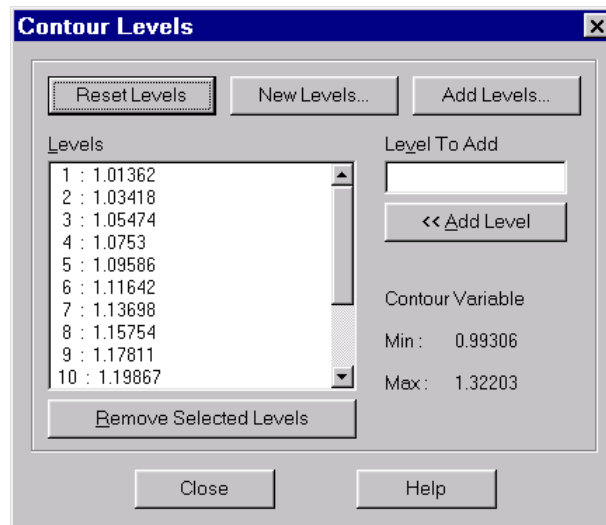 Contour Levels
Reset Levels
New Levels...
Add Levels...
Levels
1 : 1.01362
2 : 1.03418
3 : 1.05474
4 : 1.0753
5 : 1.09586
6 : 1.11642
7 : 1.13698
8 : 1.15754
9 : 1.17811
10 : 1.19867
Remove Selected Levels
Level To Add
<< Add Level
Contour Variable
Min : 0.99306
Max : 1.32203
Close
Help